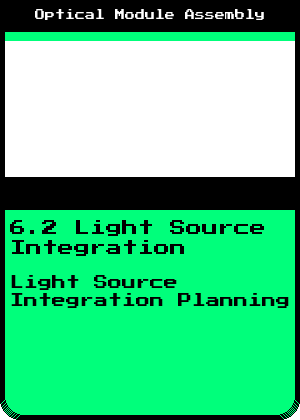 Optical Module Assembly
6.2 Light Source
Integration
Light Source
Integration Planning